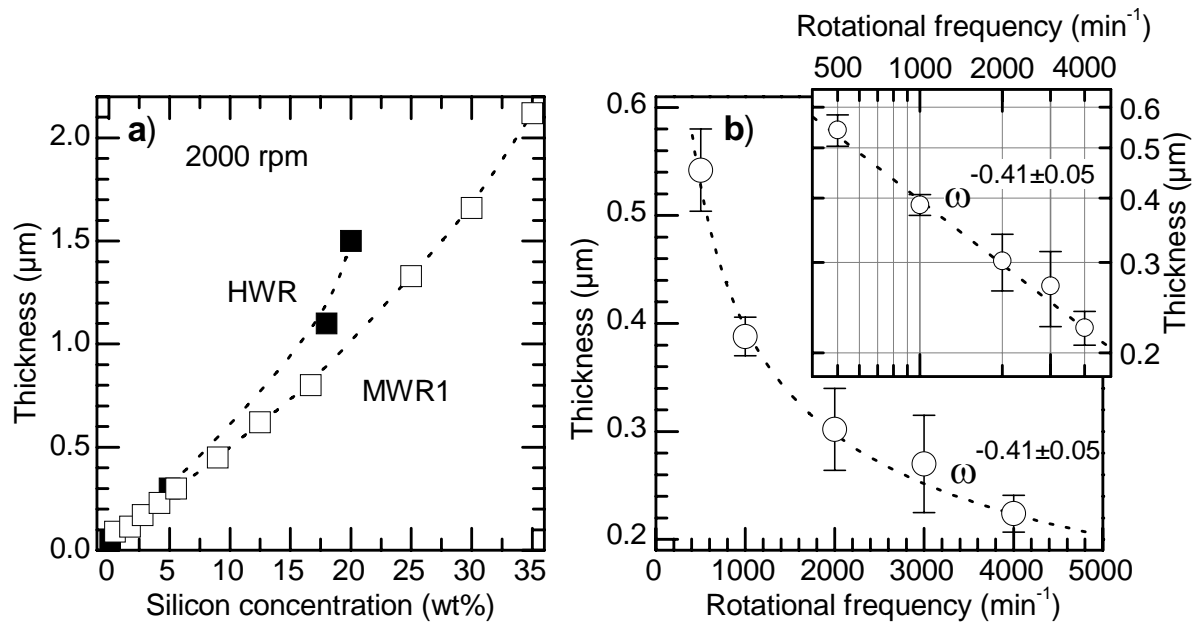 a)
2000 rpm
HWR
MWR1
2.0
1.5
1.0
0.5
0.0
Thickness (μm)
0 5 10 15 20 25 30 35
Silicon concentration (wt%)
b)
0.6
0.5
0.4
0.3
0.2
Thickness (μm)
0 1000 2000 3000 4000 5000
Rotational frequency (min⁻¹)
ω⁻⁰·⁴¹±⁰·⁰⁵
Rotational frequency (min⁻¹)
500 1000 2000 4000
0.6
0.5
0.4
0.3
0.2
Thickness (μm)
ω⁻⁰·⁴¹±⁰·⁰⁵